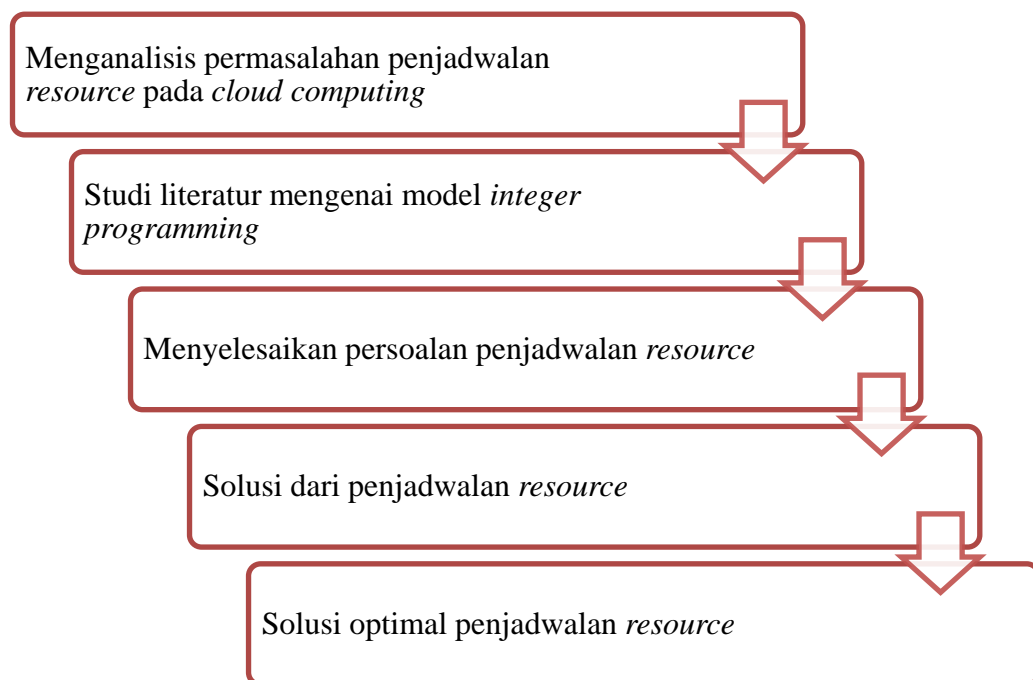 Menganalisis permasalahan penjadwalan
resource pada cloud computing
Studi literatur mengenai model integer
programming
Menyelesaikan persoalan penjadwalan resource
Solusi dari penjadwalan resource
Solusi optimal penjadwalan resource